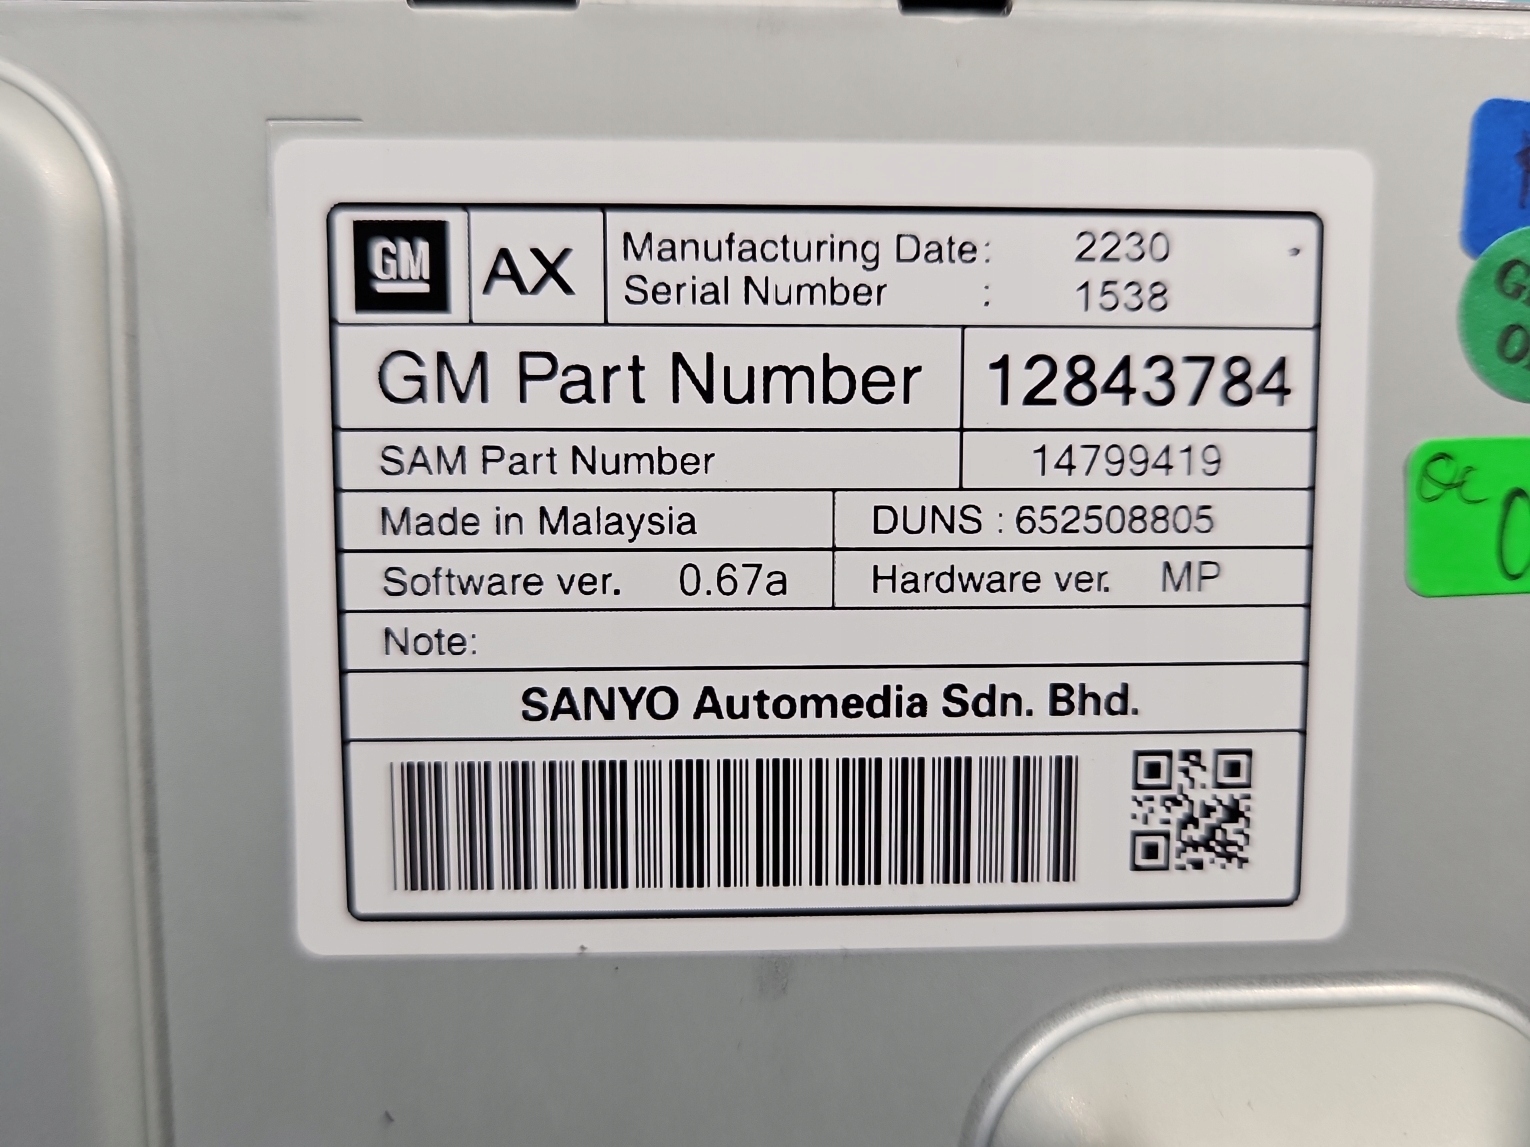 GM AX Manufacturing Date: 2230
Serial Number : 1538
GM Part Number 12843784
SAM Part Number 14799419
Made in Malaysia DUNS : 652508805
Software ver. 0.67a Hardware ver. MP
Note:
SANYO Automedia Sdn. Bhd.